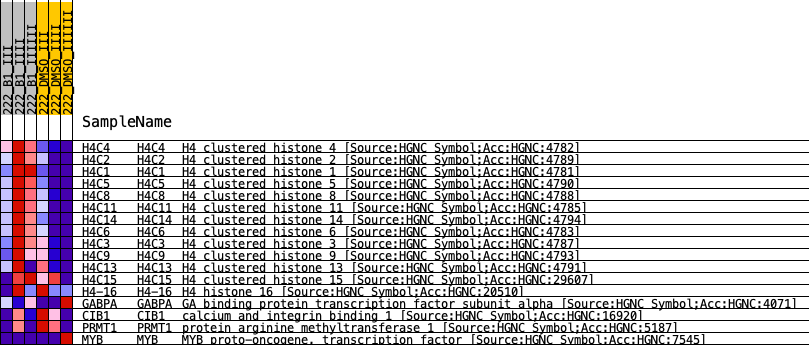 222_B1_III
222_B1_IIII
222_B1_IIIIII
222_DMSO_III
222_DMSO_IIII
222_DMSO_IIIIII
SampleName
H4C4 H4C4 H4 clustered histone 4 [Source:HGNC Symbol;Acc:HGNC:4782]
H4C2 H4C2 H4 clustered histone 2 [Source:HGNC Symbol;Acc:HGNC:4789]
H4C1 H4C1 H4 clustered histone 1 [Source:HGNC Symbol;Acc:HGNC:4781]
H4C5 H4C5 H4 clustered histone 5 [Source:HGNC Symbol;Acc:HGNC:4790]
H4C8 H4C8 H4 clustered histone 8 [Source:HGNC Symbol;Acc:HGNC:4788]
H4C11 H4C11 H4 clustered histone 11 [Source:HGNC Symbol;Acc:HGNC:4785]
H4C14 H4C14 H4 clustered histone 14 [Source:HGNC Symbol;Acc:HGNC:4794]
H4C6 H4C6 H4 clustered histone 6 [Source:HGNC Symbol;Acc:HGNC:4783]
H4C3 H4C3 H4 clustered histone 3 [Source:HGNC Symbol;Acc:HGNC:4787]
H4C9 H4C9 H4 clustered histone 9 [Source:HGNC Symbol;Acc:HGNC:4793]
H4C13 H4C13 H4 clustered histone 13 [Source:HGNC Symbol;Acc:HGNC:4791]
H4C15 H4C15 H4 clustered histone 15 [Source:HGNC Symbol;Acc:HGNC:29607]
H4-16 H4-16 H4 histone 16 [Source:HGNC Symbol;Acc:HGNC:20510]
GABPA GABPA GA binding protein transcription factor subunit alpha [Source:HGNC Symbol;Acc:HGNC:4071]
CIB1 CIB1 calcium and integrin binding 1 [Source:HGNC Symbol;Acc:HGNC:16920]
PRMT1 PRMT1 protein arginine methyltransferase 1 [Source:HGNC Symbol;Acc:HGNC:5187]
MYB MYB MYB proto-oncogene, transcription factor [Source:HGNC Symbol;Acc:HGNC:7545]